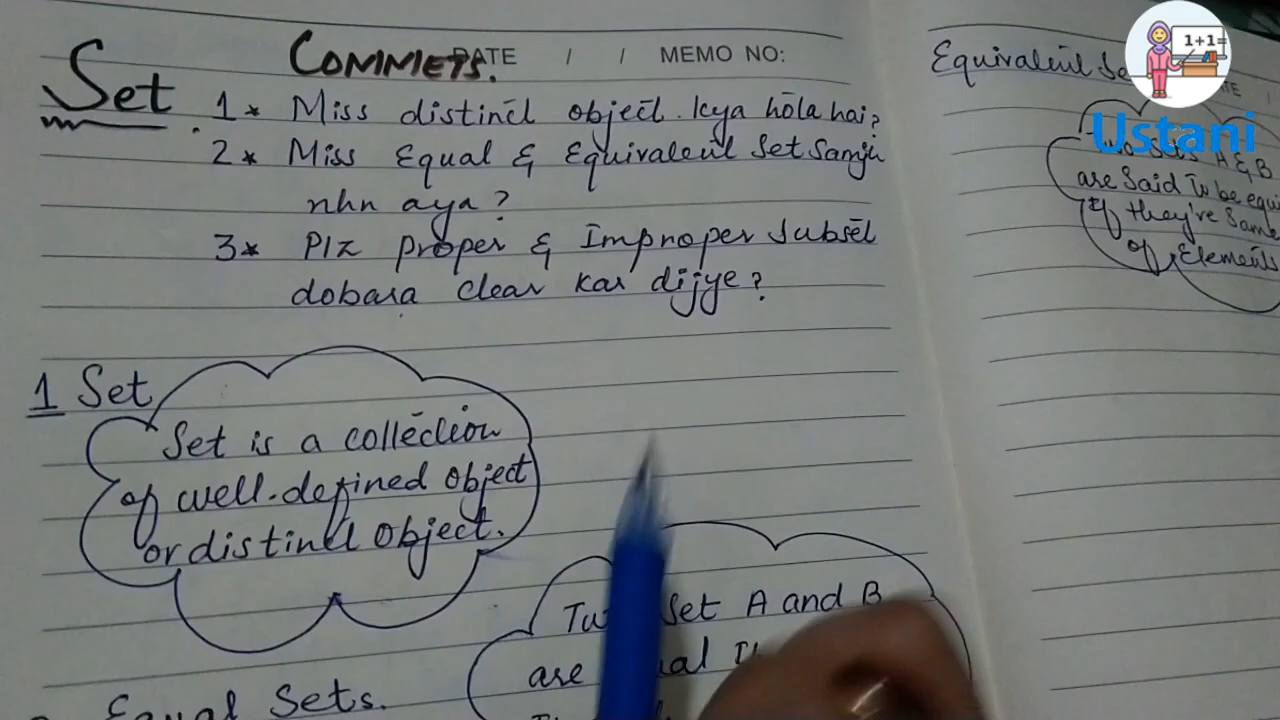 Set
COMMETS.
DATE / / MEMO NO:
1* Miss distinct object. kya hota hai?
2* Miss Equal & Equivalent Set Samjh
nhn aya?
3* Plz proper & Improper Subset
dobara clear kar dijye?
1 Set
Set is a collection
of well-defined object
or distinct object.
Two Set A and B
are
Equal Sets.
Equivalent
1+1=
Ustani
A & B
are Said to be
if they're Same
of Elements